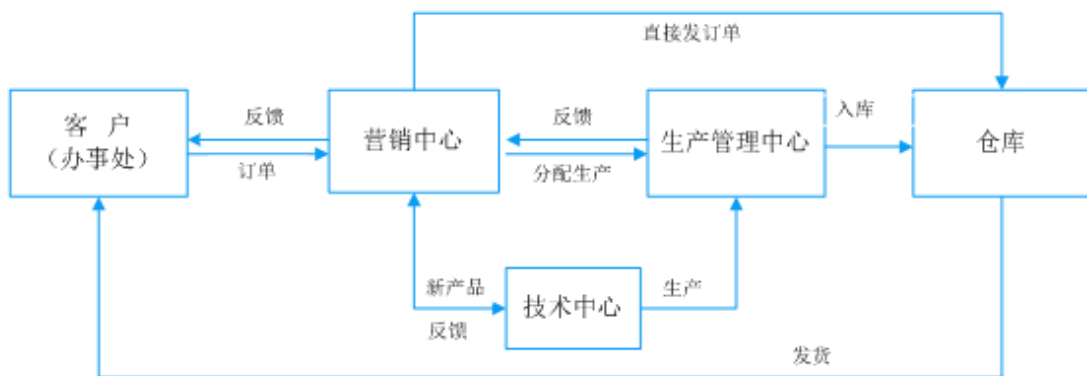 直接发订单
客 户
（办事处）
反馈
订单
营销中心
反馈
分配生产
生产管理中心
入库
仓库
新产品
反馈
技术中心
生产
发货